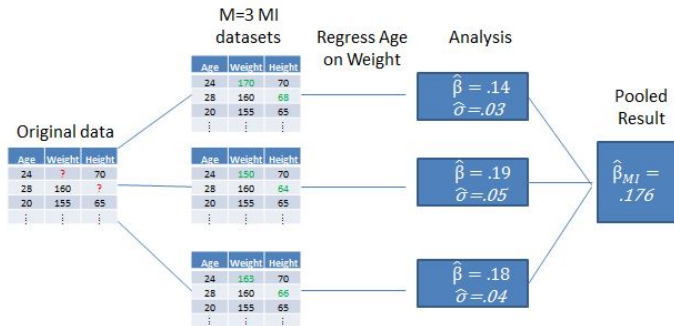 M=3 MI
datasets
Regress Age
on Weight
Analysis
Pooled
Result
Original data
Age Weight Height
24 ? 70
28 160 ?
20 155 65
⋮ ⋮ ⋮
Age Weight Height
24 170 70
28 160 68
20 155 65
⋮ ⋮ ⋮
Age Weight Height
24 150 70
28 160 64
20 155 65
⋮ ⋮ ⋮
Age Weight Height
24 163 70
28 160 66
20 155 65
⋮ ⋮ ⋮
β̂ = .14
σ̂=.03
β̂ = .19
σ̂=.05
β̂ = .18
σ̂=.04
β̂MI =
.176